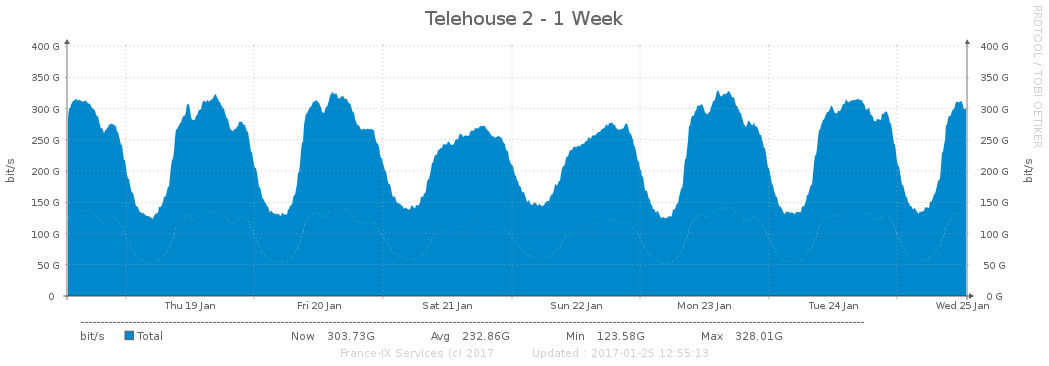 Telehouse 2 - 1 Week
RRDTOOL / TOBI OETIKER
400 G 400 G
350 G 350 G
300 G 300 G
250 G 250 G
200 G 200 G
150 G 150 G
100 G 100 G
50 G 50 G
0 0 G
bit/s
bit/s
Thu 19 Jan Fri 20 Jan Sat 21 Jan Sun 22 Jan Mon 23 Jan Tue 24 Jan Wed 25 Jan
bit/s Total Now 303.73G Avg 232.86G Min 123.58G Max 328.01G
France-IX Services (c) 2017 Updated : 2017-01-25 12:55:13